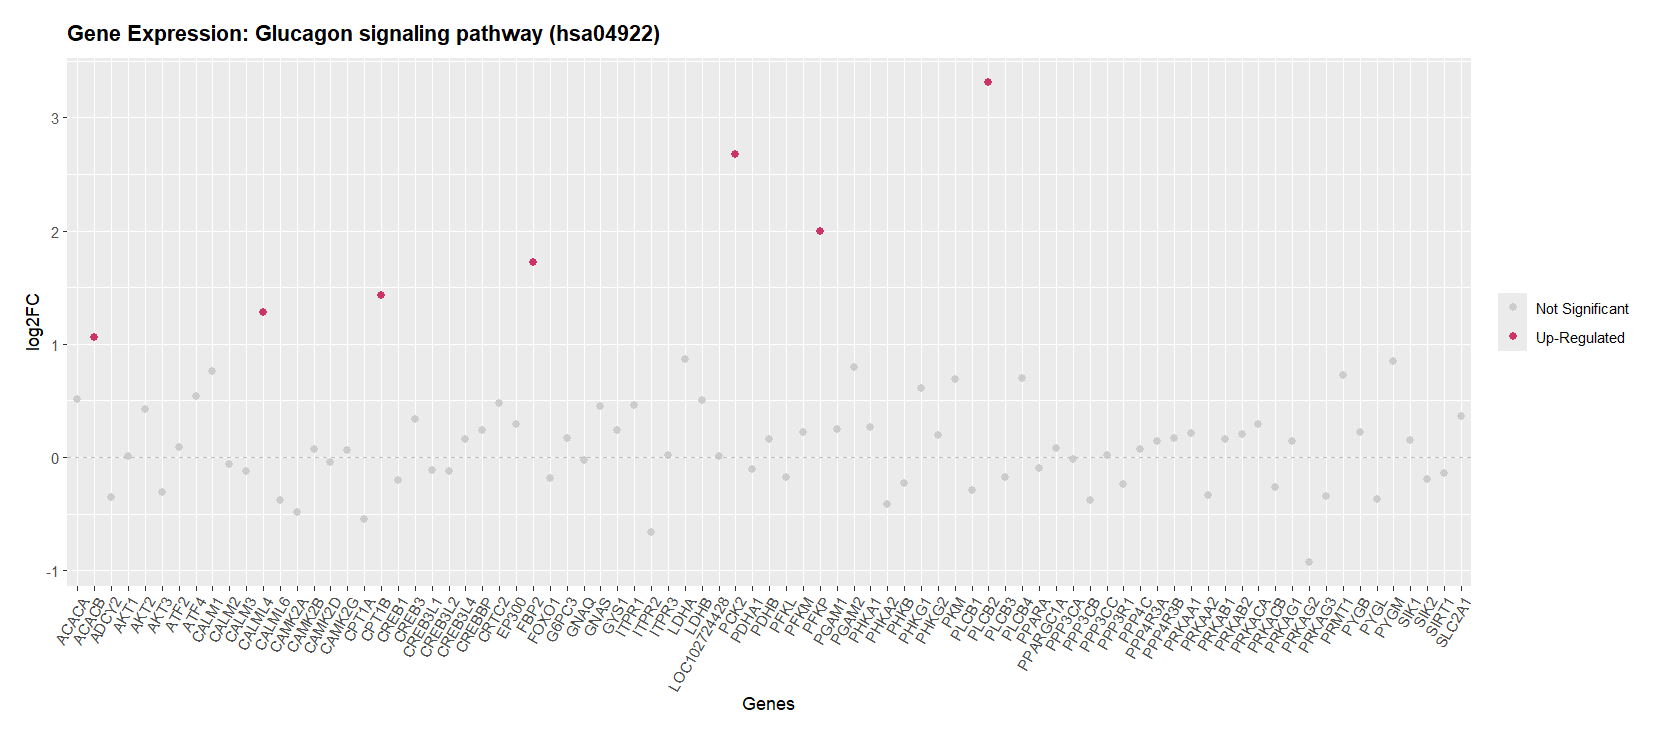 Gene Expression: Glucagon signaling pathway (hsa04922)
log2FC
3
2
1
0
-1
ACACA
ACACB
ADCY2
AKT1
AKT2
AKT3
ATF2
ATF4
CALM1
CALM2
CALM3
CALML4
CALML6
CAMK2A
CAMK2B
CAMK2D
CAMK2G
CPT1A
CPT1B
CREB1
CREB3
CREB3L1
CREB3L2
CREB3L4
CREBBP
CRTC2
EP300
FBP2
FOXO1
G6PC3
GNAQ
GNAS
GYS1
ITPR1
ITPR2
ITPR3
LDHA
LDHB
LOC102724428
PCK2
PDHA1
PDHB
PFKL
PFKM
PFKP
PGAM1
PGAM2
PHKA1
PHKA2
PHKB
PHKG1
PHKG2
PKM
PLCB1
PLCB2
PLCB3
PLCB4
PPARA
PPARGC1A
PPP3CA
PPP3CB
PPP3CC
PPP3R1
PPP4C
PPP4R3A
PPP4R3B
PRKAA1
PRKAA2
PRKAB1
PRKAB2
PRKACA
PRKACB
PRKAG1
PRKAG2
PRKAG3
PRMT1
PYGB
PYGL
PYGM
SIK1
SIK2
SIRT1
SLC2A1
Genes
Not Significant
Up-Regulated